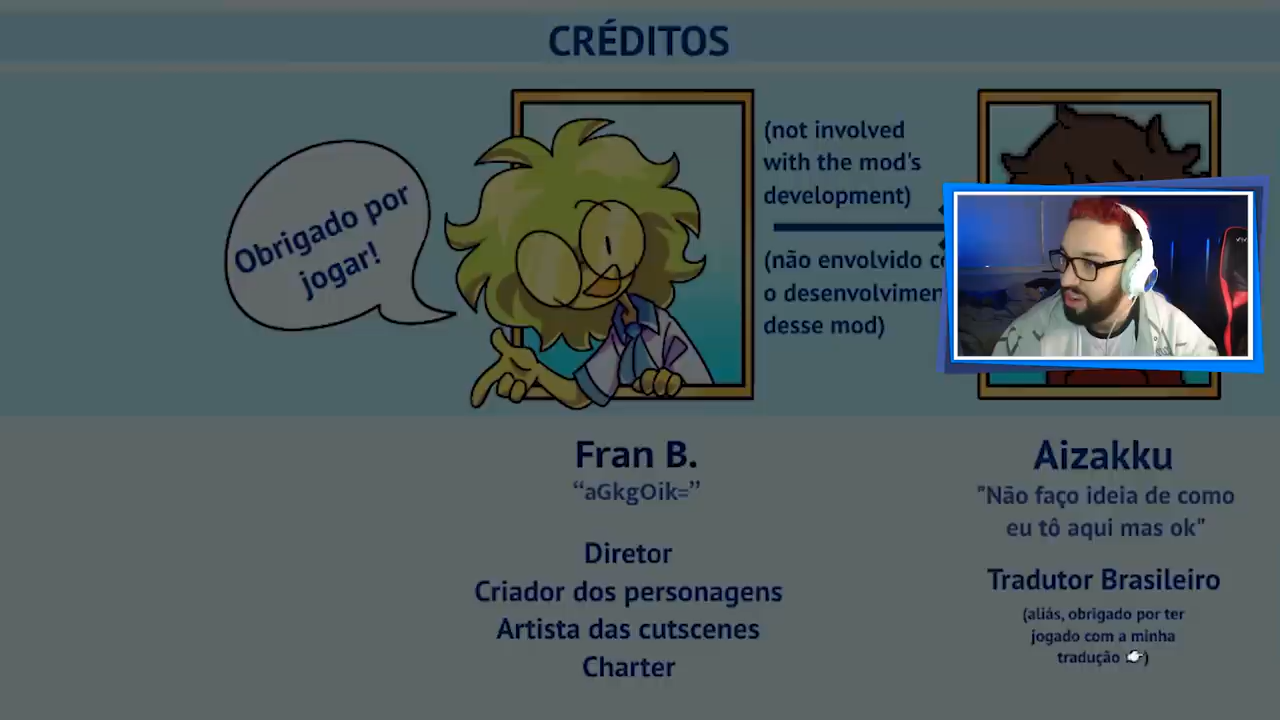 CRÉDITOS
Obrigado por
jogar!
(not involved
with the mod's
development)
(não envolvido
o
desse mod)
Fran B.
“aGkgOik=”
Diretor
Criador dos personagens
Artista das cutscenes
Charter
Aizakku
"Não faço ideia de como
eu tô aqui mas ok"
Tradutor Brasileiro
(aliás, obrigado por ter
jogado com a minha
tradução 👉)